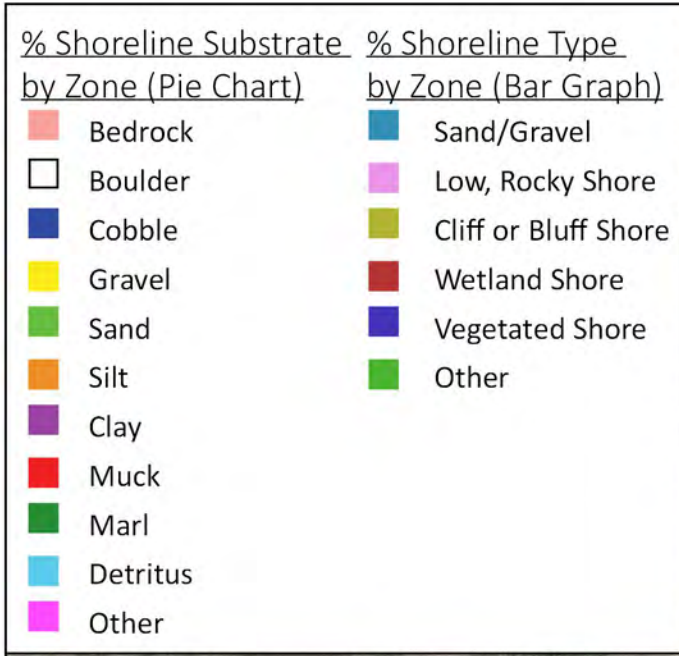 % Shoreline Substrate
by Zone (Pie Chart)
Bedrock
Boulder
Cobble
Gravel
Sand
Silt
Clay
Muck
Marl
Detritus
Other
% Shoreline Type
by Zone (Bar Graph)
Sand/Gravel
Low, Rocky Shore
Cliff or Bluff Shore
Wetland Shore
Vegetated Shore
Other